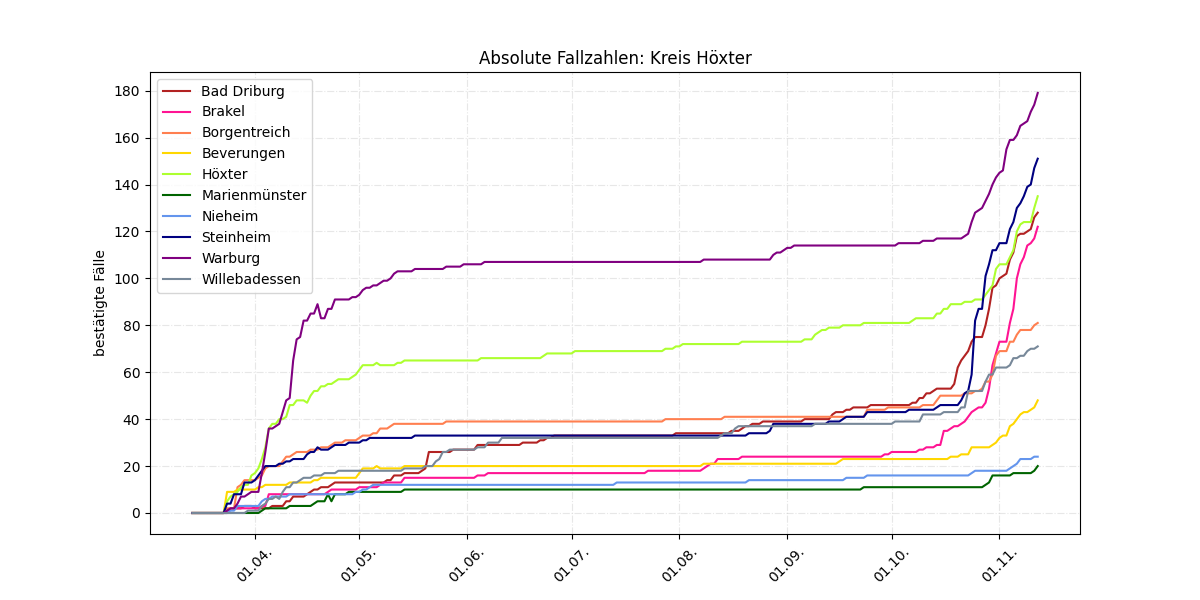 Absolute Fallzahlen: Kreis Höxter
bestätigte Fälle
180
160
140
120
100
80
60
40
20
0
Bad Driburg
Brakel
Borgentreich
Beverungen
Höxter
Marienmünster
Nieheim
Steinheim
Warburg
Willebadessen
01.04.
01.05.
01.06.
01.07.
01.08.
01.09.
01.10.
01.11.